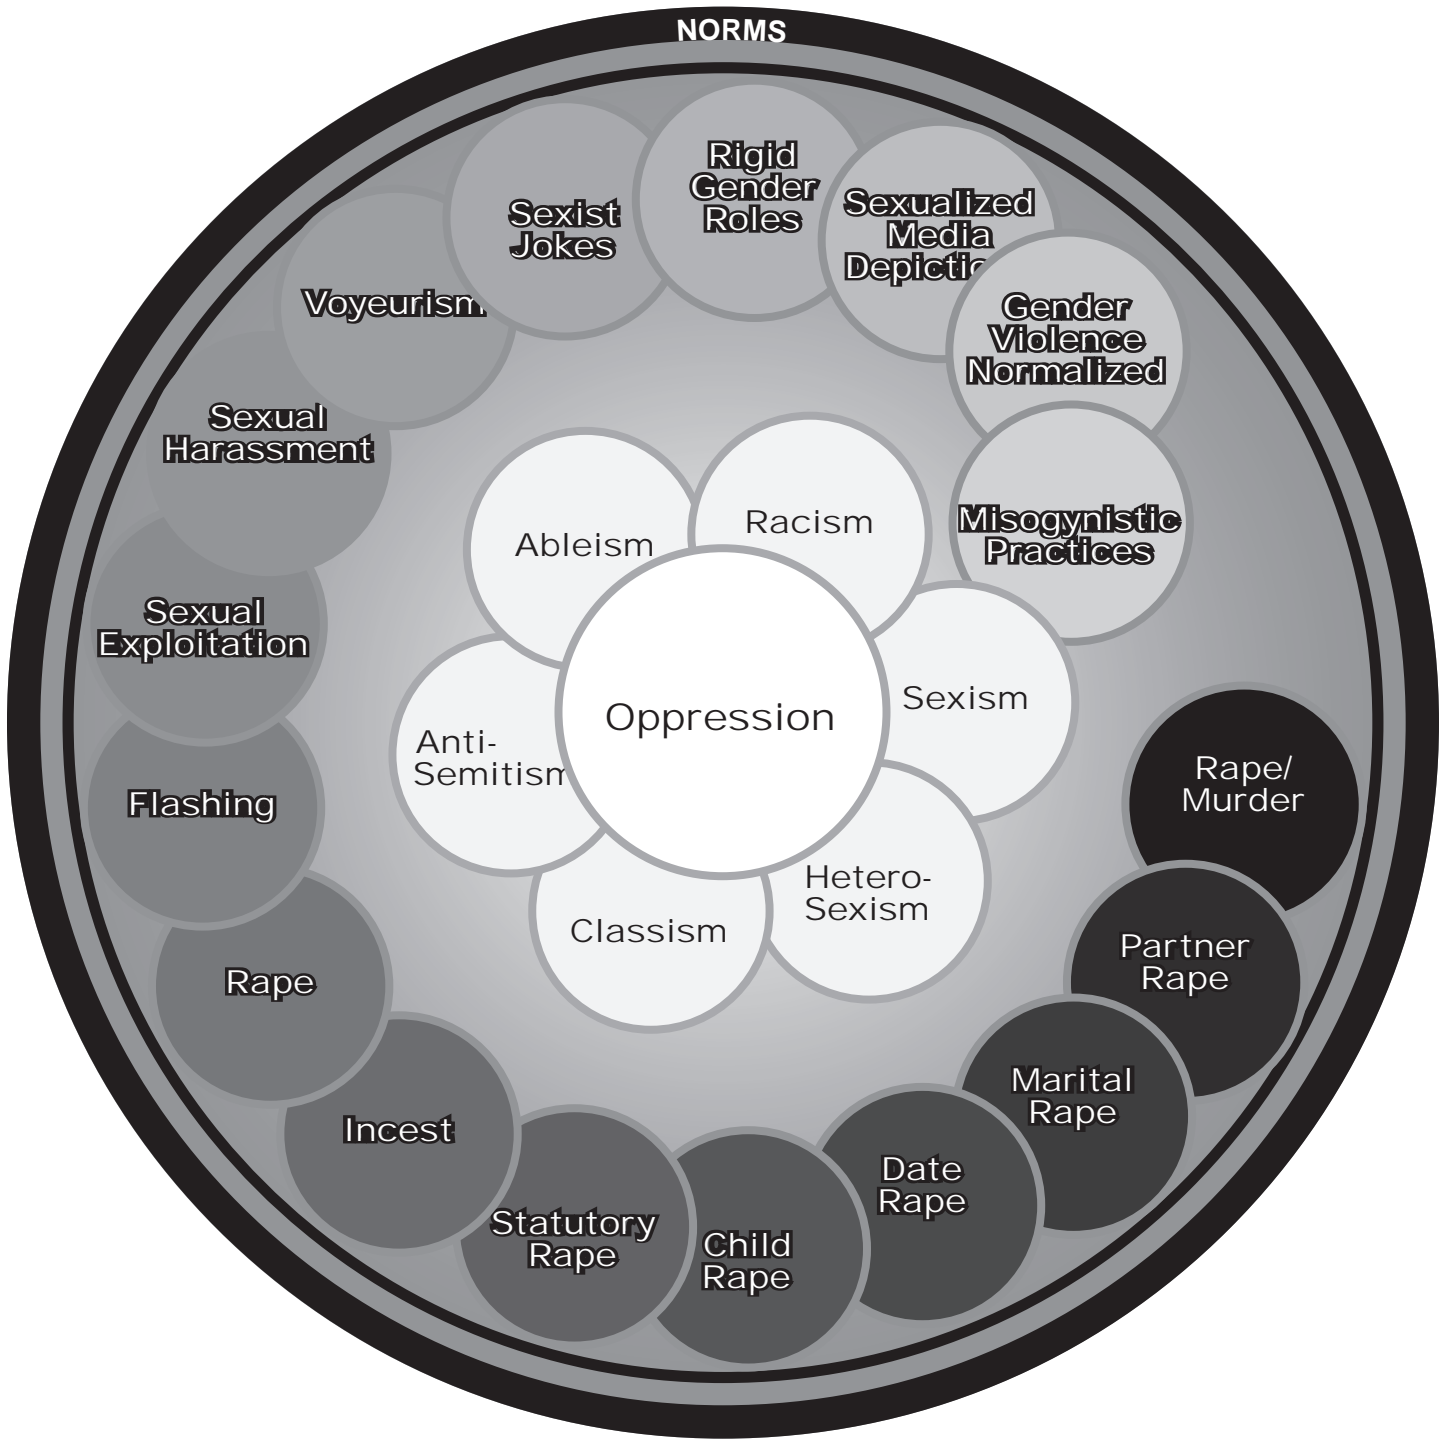 NORMS
Rigid
Gender
Roles
Sexualized
Media
Depictio
Gender
Violence
Normalized
Misogynistic
Practices
Sexist
Jokes
Voyeurism
Sexual
Harassment
Sexual
Exploitation
Flashing
Rape
Incest
Statutory
Rape
Child
Rape
Date
Rape
Marital
Rape
Partner
Rape
Rape/
Murder
Ableism
Racism
Sexism
Hetero-
Sexism
Classism
Anti-
Semitism
Oppression